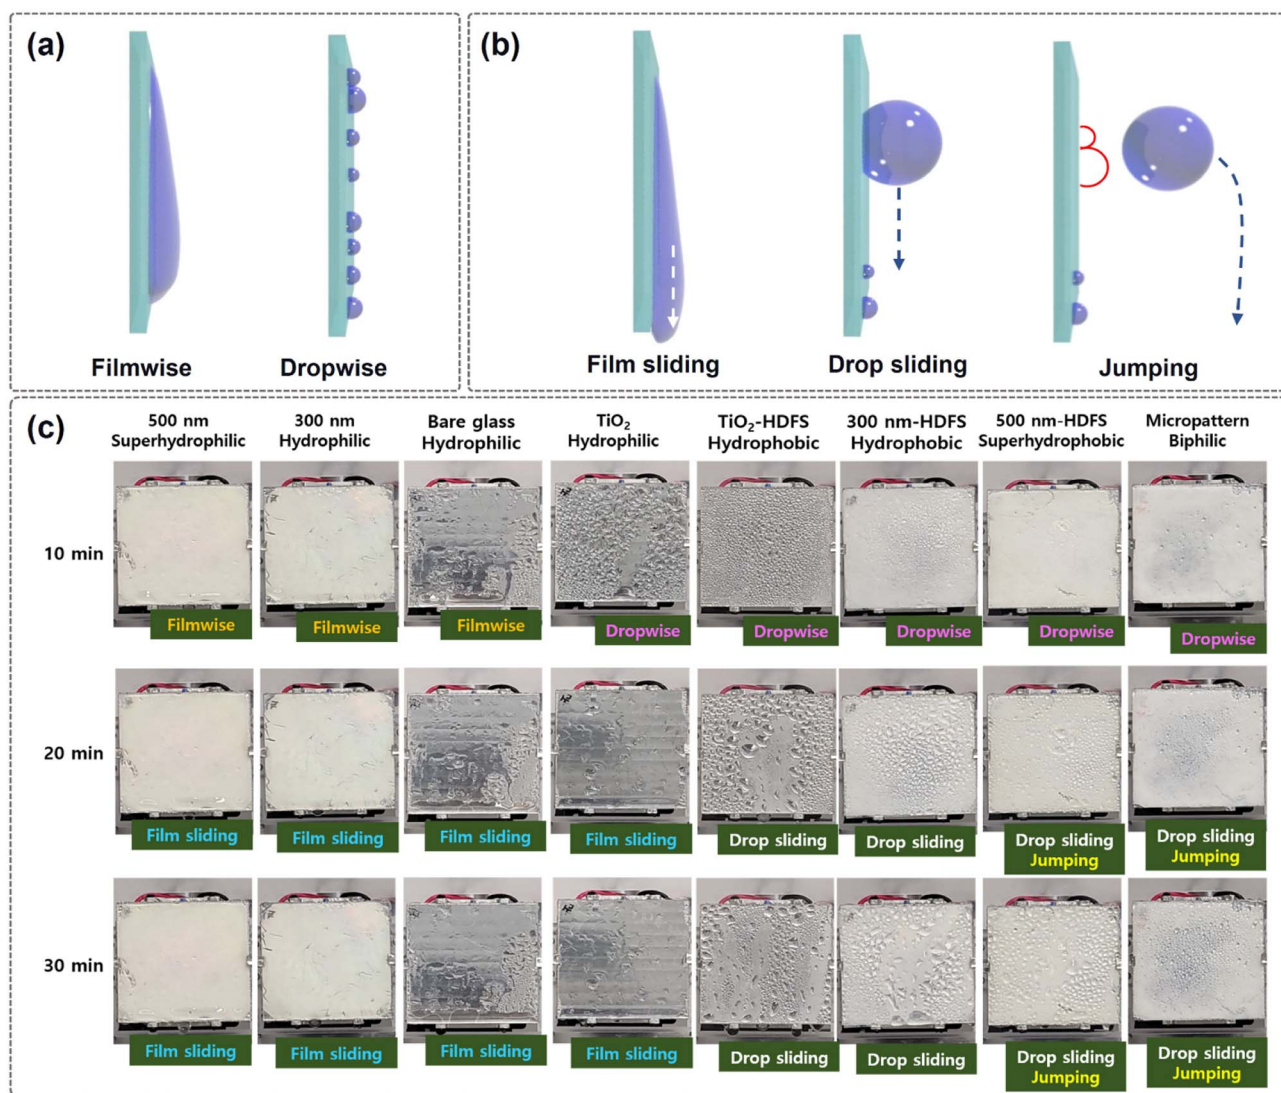 (a)
Filmwise
Dropwise
(b)
Film sliding
Drop sliding
Jumping
(c)
500 nm
Superhydrophilic
300 nm
Hydrophilic
Bare glass
Hydrophilic
TiO₂
Hydrophilic
TiO₂-HDFS
Hydrophobic
300 nm-HDFS
Hydrophobic
500 nm-HDFS
Superhydrophobic
Micropattern
Biphilic
10 min
Filmwise
Filmwise
Filmwise
Dropwise
Dropwise
Dropwise
Dropwise
Dropwise
20 min
Film sliding
Film sliding
Film sliding
Film sliding
Drop sliding
Drop sliding
Drop sliding
Jumping
Drop sliding
Jumping
30 min
Film sliding
Film sliding
Film sliding
Film sliding
Drop sliding
Drop sliding
Drop sliding
Jumping
Drop sliding
Jumping